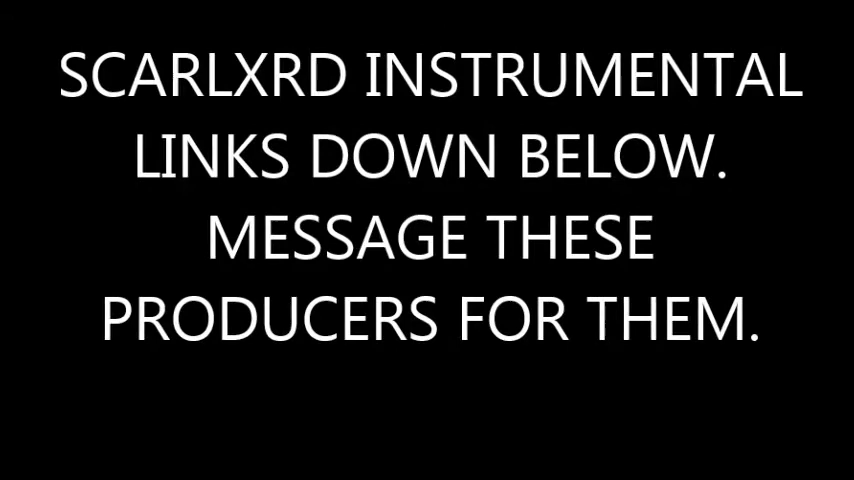 SCARLXRD INSTRUMENTAL
LINKS DOWN BELOW.
MESSAGE THESE
PRODUCERS FOR THEM.